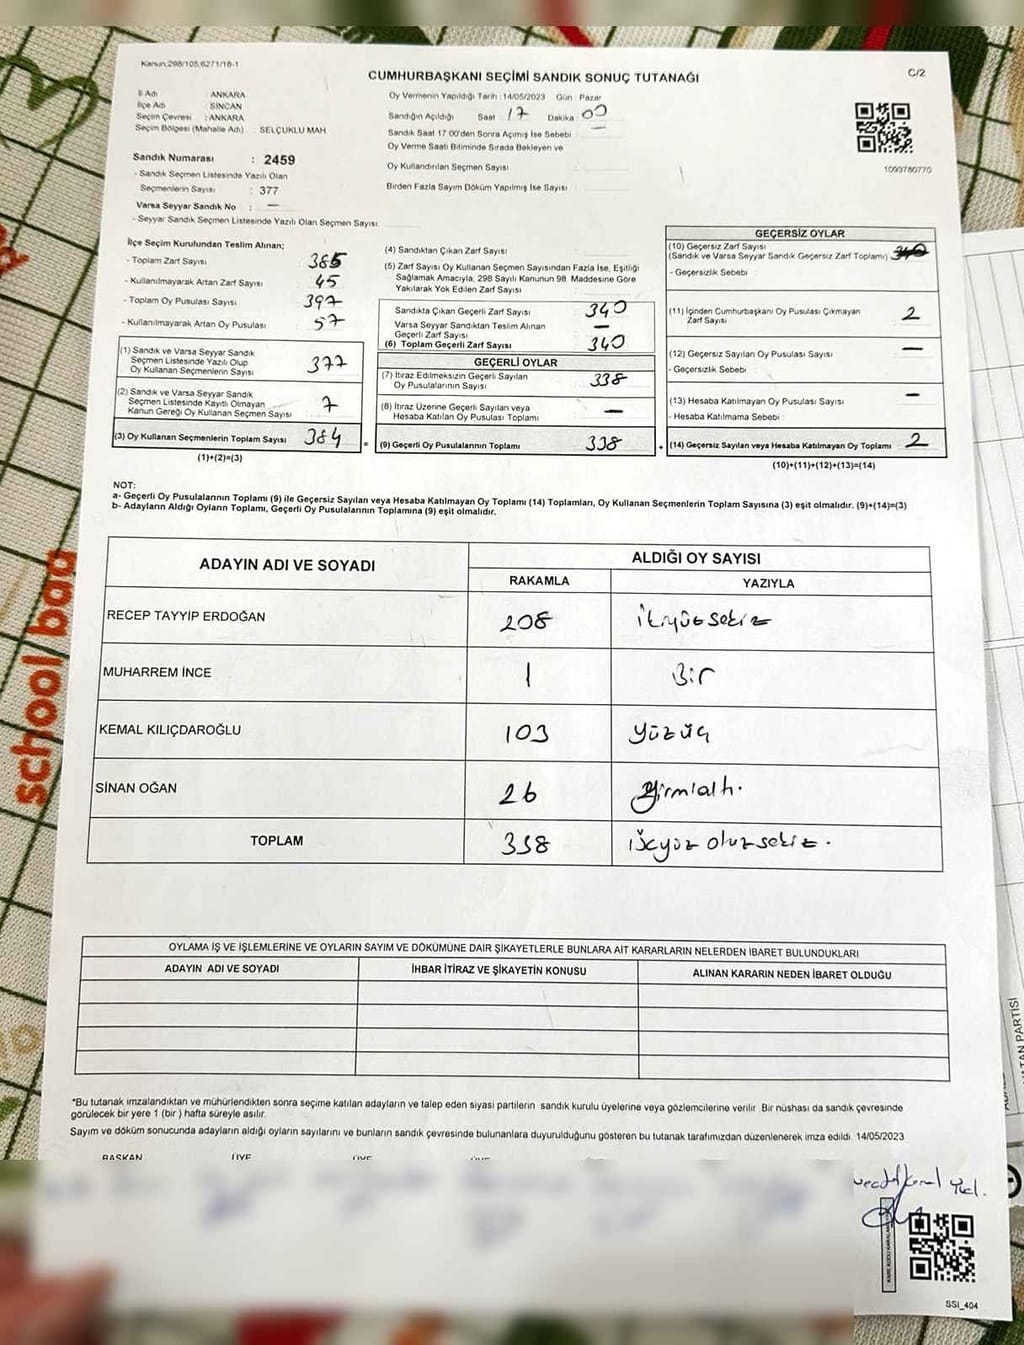 Kanun,298/105,6271/18-1
CUMHURBAŞKANI SEÇİMİ SANDIK SONUÇ TUTANAĞI
C/2
İl Adı : ANKARA
İlçe Adı : SİNCAN
Seçim Çevresi : ANKARA
Seçim Bölgesi (Mahalle Adı) : SELÇUKLU MAH
Sandık Numarası : 2459
- Sandık Seçmen Listesinde Yazılı Olan
Seçmenlerin Sayısı : 377
Varsa Seyyar Sandık No : —
- Seyyar Sandık Seçmen Listesinde Yazılı Olan Seçmen Sayısı
Oy Vermenin Yapıldığı Tarih :14/05/2023 Gün : Pazar
Sandığın Açıldığı Saat : 17 Dakika : 00
Sandık Saat 17:00'den Sonra Açılmış İse Sebebi : —
Oy Verme Saati Bitiminde Sırada Bekleyen ve
Oy Kullandırılan Seçmen Sayısı
Birden Fazla Sayım Döküm Yapılmış İse Sayısı
1093780770
İlçe Seçim Kurulundan Teslim Alınan;
- Toplam Zarf Sayısı : 385
- Kullanılmayarak Artan Zarf Sayısı : 45
- Toplam Oy Pusulası Sayısı : 397
- Kullanılmayarak Artan Oy Pusulası : 57
(1) Sandık ve Varsa Seyyar Sandık
Seçmen Listesinde Yazılı Olup
Oy Kullanan Seçmenlerin Sayısı 377
(2) Sandık ve Varsa Seyyar Sandık
Seçmen Listesinde Kayıtlı Olmayan
Kanun Gereği Oy Kullanan Seçmen Sayısı 7
(3) Oy Kullanan Seçmenlerin Toplam Sayısı 384
(1)+(2)=(3)
(4) Sandıktan Çıkan Zarf Sayısı
(5) Zarf Sayısı Oy Kullanan Seçmen Sayısından Fazla İse, Eşitliği
Sağlamak Amacıyla; 298 Sayılı Kanunun 98. Maddesine Göre
Yakılarak Yok Edilen Zarf Sayısı
Sandıkta Çıkan Geçerli Zarf Sayısı 340
Varsa Seyyar Sandıktan Teslim Alınan
Geçerli Zarf Sayısı —
(6) Toplam Geçerli Zarf Sayısı 340
GEÇERLİ OYLAR
(7) İtiraz Edilmeksizin Geçerli Sayılan
Oy Pusulalarının Sayısı 338
(8) İtiraz Üzerine Geçerli Sayılan veya
Hesaba Katılan Oy Pusulası Toplamı —
= (9) Geçerli Oy Pusulalarının Toplamı 338
GEÇERSİZ OYLAR
(10) Geçersiz Zarf Sayısı
(Sandık ve Varsa Seyyar Sandık Geçersiz Zarf Toplamı)
- Geçersizlik Sebebi :
(11) İçinden Cumhurbaşkanı Oy Pusulası Çıkmayan
Zarf Sayısı 2
(12) Geçersiz Sayılan Oy Pusulası Sayısı —
- Geçersizlik Sebebi
(13) Hesaba Katılmayan Oy Pusulası Sayısı —
- Hesaba Katılmama Sebebi :
+ (14) Geçersiz Sayılan veya Hesaba Katılmayan Oy Toplamı 2
(10)+(11)+(12)+(13)=(14)
NOT:
a- Geçerli Oy Pusulalarının Toplamı (9) ile Geçersiz Sayılan veya Hesaba Katılmayan Oy Toplamı (14) Toplamları, Oy Kullanan Seçmenlerin Toplam Sayısına (3) eşit olmalıdır. (9)+(14)=(3)
b- Adayların Aldığı Oyların Toplamı, Geçerli Oy Pusulalarının Toplamına (9) eşit olmalıdır.
ADAYIN ADI VE SOYADI
ALDIĞI OY SAYISI
RAKAMLA YAZIYLA
RECEP TAYYİP ERDOĞAN 208 ikiyüzsekiz
MUHARREM İNCE 1 Bir
KEMAL KILIÇDAROĞLU 103 yüzüç
SİNAN OĞAN 26 yirmialtı.
TOPLAM 338 üçyüz otuzsekiz.
OYLAMA İŞ VE İŞLEMLERİNE VE OYLARIN SAYIM VE DÖKÜMÜNE DAİR ŞİKAYETLERLE BUNLARA AİT KARARLARIN NELERDEN İBARET BULUNDUKLARI
ADAYIN ADI VE SOYADI İHBAR İTİRAZ VE ŞİKAYETİN KONUSU ALINAN KARARIN NEDEN İBARET OLDUĞU
*Bu tutanak imzalandıktan ve mühürlendikten sonra seçime katılan adayların ve talep eden siyasi partilerin sandık kurulu üyelerine veya gözlemcilerine verilir .Bir nüshası da sandık çevresinde
görülecek bir yere 1 (bir ) hafta süreyle asılır.
Sayım ve döküm sonucunda adayların aldığı oyların sayılarını ve bunların sandık çevresinde bulunanlara duyurulduğunu gösteren bu tutanak tarafımızdan düzenlenerek imza edildi. 14/05/2023
BAŞKAN ÜYE ÜYE ÜYE
SSI_404
school bag